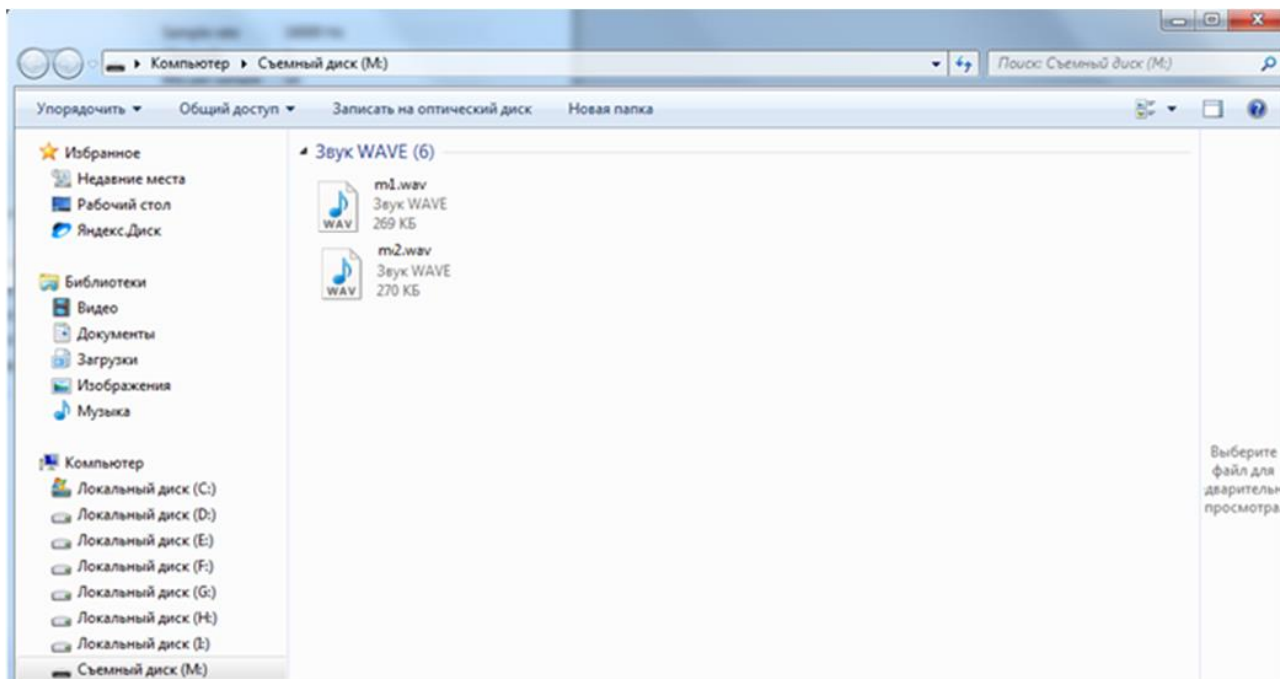 Компьютер
Съемный диск (M:)
Поиск: Съемный диск (M:)
Упорядочить
Общий доступ
Записать на оптический диск
Новая папка
Избранное
Недавние места
Рабочий стол
Яндекс.Диск
Библиотеки
Видео
Документы
Загрузки
Изображения
Музыка
Компьютер
Локальный диск (C:)
Локальный диск (D:)
Локальный диск (E:)
Локальный диск (F:)
Локальный диск (G:)
Локальный диск (H:)
Локальный диск (I:)
Съемный диск (M:)
Звук WAVE (6)
m1.wav
Звук WAVE
WAV
269 КБ
m2.wav
Звук WAVE
WAV
270 КБ
Выберите
файл для
дварительн
просмотра